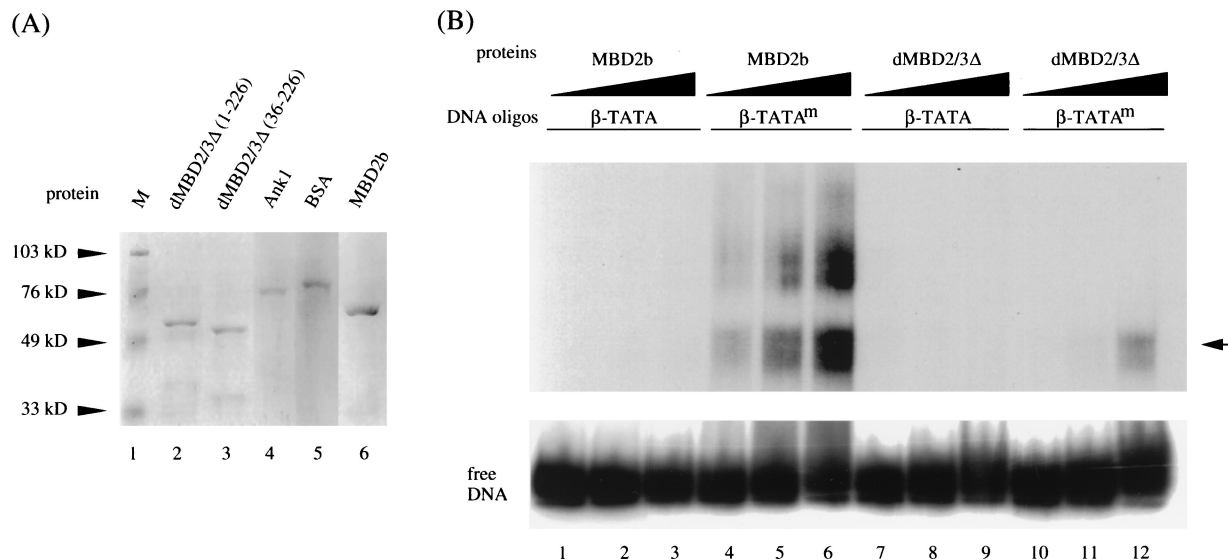 (A)
protein
M
dMBD2/3Δ (1-226)
dMBD2/3Δ (36-226)
Ank1
BSA
MBD2b
103 kD
76 kD
49 kD
33 kD
1 2 3 4 5 6
(B)
proteins MBD2b MBD2b dMBD2/3Δ dMBD2/3Δ
DNA oligos β-TATA β-TATAᵐ β-TATA β-TATAᵐ
free
DNA
1 2 3 4 5 6 7 8 9 10 11 12